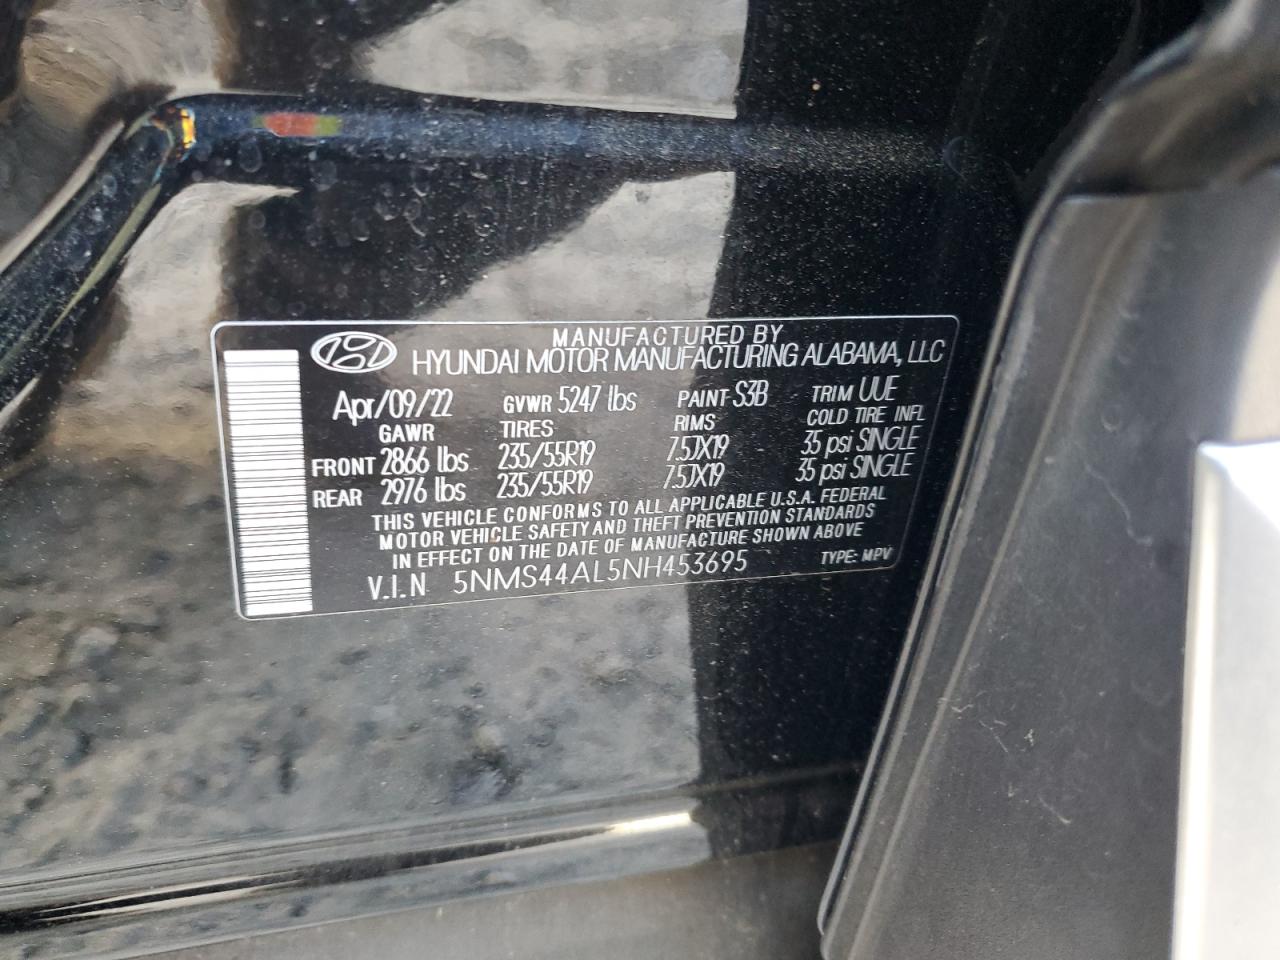 MANUFACTURED BY
HYUNDAI MOTOR MANUFACTURING ALABAMA, LLC
Apr/09/22 GVWR 5247 lbs PAINT S3B TRIM UUE
GAWR TIRES RIMS COLD TIRE INFL
FRONT 2866 lbs 235/55R19 7.5JX19 35 psi SINGLE
REAR 2976 lbs 235/55R19 7.5JX19 35 psi SINGLE
THIS VEHICLE CONFORMS TO ALL APPLICABLE U.S.A. FEDERAL
MOTOR VEHICLE SAFETY AND THEFT PREVENTION STANDARDS
IN EFFECT ON THE DATE OF MANUFACTURE SHOWN ABOVE
V.I.N 5NMS44AL5NH453695 TYPE: MPV